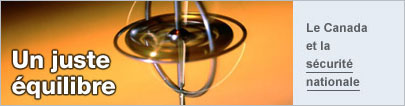 Un juste
équilibre
Le Canada
et la
sécurité
nationale